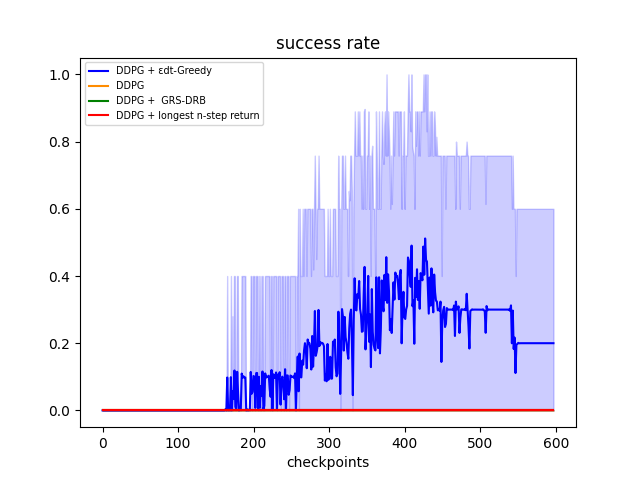 success rate
DDPG + εdt-Greedy
DDPG
DDPG +  GRS-DRB
DDPG + longest n-step return
1.0
0.8
0.6
0.4
0.2
0.0
0 100 200 300 400 500 600
checkpoints